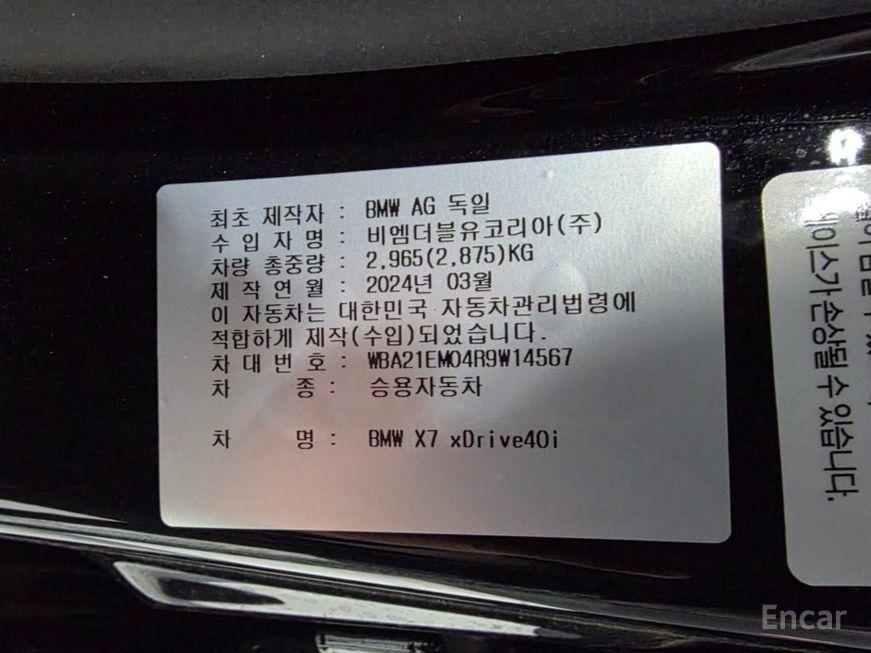 최초 제작자 : BMW AG 독일
수 입 자 명 : 비엠더블유코리아(주)
차량 총중량 : 2,965(2,875)KG
제 작 연 월 : 2024년 03월
이 자동차는 대한민국 자동차관리법령에
적합하게 제작(수입)되었습니다.
차 대 번 호 : WBA21EM04R9W14567
차 종 : 승용자동차
차 명 : BMW X7 xDrive40i
손상될 수 있습니다.
Encar